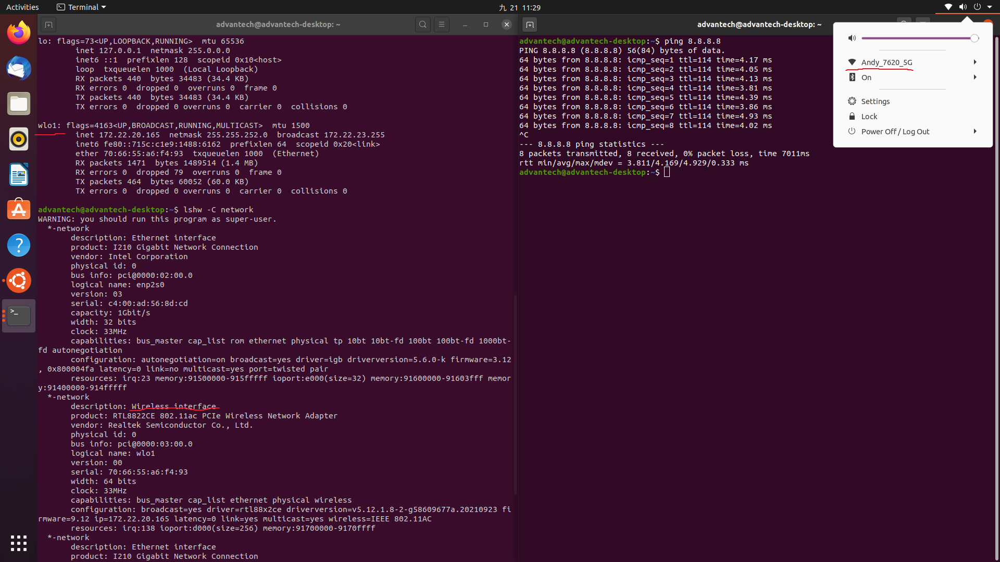 Activities
Terminal
九 21 11:29
advantech@advantech-desktop: ~
lo: flags=73<UP,LOOPBACK,RUNNING>  mtu 65536
        inet 127.0.0.1  netmask 255.0.0.0
        inet6 ::1  prefixlen 128  scopeid 0x10<host>
        loop  txqueuelen 1000  (Local Loopback)
        RX packets 440  bytes 34483 (34.4 KB)
        RX errors 0  dropped 0  overruns 0  frame 0
        TX packets 440  bytes 34483 (34.4 KB)
        TX errors 0  dropped 0 overruns 0  carrier 0  collisions 0
wlo1: flags=4163<UP,BROADCAST,RUNNING,MULTICAST>  mtu 1500
        inet 172.22.20.165  netmask 255.255.252.0  broadcast 172.22.23.255
        inet6 fe80::715c:c1e9:1488:6162  prefixlen 64  scopeid 0x20<link>
        ether 70:66:55:a6:f4:93  txqueuelen 1000  (Ethernet)
        RX packets 1471  bytes 1489514 (1.4 MB)
        RX errors 0  dropped 79  overruns 0  frame 0
        TX packets 464  bytes 60052 (60.0 KB)
        TX errors 0  dropped 0 overruns 0  carrier 0  collisions 0
advantech@advantech-desktop:~$ lshw -C network
WARNING: you should run this program as super-user.
  *-network
       description: Ethernet interface
       product: I210 Gigabit Network Connection
       vendor: Intel Corporation
       physical id: 0
       bus info: pci@0000:02:00.0
       logical name: enp2s0
       version: 03
       serial: c4:00:ad:56:8d:cd
       capacity: 1Gbit/s
       width: 32 bits
       clock: 33MHz
       capabilities: bus_master cap_list rom ethernet physical tp 10bt 10bt-fd 100bt 100bt-fd 1000bt-
fd autonegotiation
       configuration: autonegotiation=on broadcast=yes driver=igb driverversion=5.6.0-k firmware=3.12
, 0x800004fa latency=0 link=no multicast=yes port=twisted pair
       resources: irq:23 memory:91500000-915fffff ioport:e000(size=32) memory:91600000-91603fff memor
y:91400000-914fffff
  *-network
       description: Wireless interface
       product: RTL8822CE 802.11ac PCIe Wireless Network Adapter
       vendor: Realtek Semiconductor Co., Ltd.
       physical id: 0
       bus info: pci@0000:03:00.0
       logical name: wlo1
       version: 00
       serial: 70:66:55:a6:f4:93
       width: 64 bits
       clock: 33MHz
       capabilities: bus_master cap_list ethernet physical wireless
       configuration: broadcast=yes driver=rtl88x2ce driverversion=v5.12.1.8-2-g58609677a.20210923 fi
rmware=9.12 ip=172.22.20.165 latency=0 link=yes multicast=yes wireless=IEEE 802.11AC
       resources: irq:138 ioport:d000(size=256) memory:91700000-9170ffff
  *-network
       description: Ethernet interface
       product: I210 Gigabit Network Connection
advantech@advantech-desktop: ~
advantech@advantech-desktop:~$ ping 8.8.8.8
PING 8.8.8.8 (8.8.8.8) 56(84) bytes of data.
64 bytes from 8.8.8.8: icmp_seq=1 ttl=114 time=4.17 ms
64 bytes from 8.8.8.8: icmp_seq=2 ttl=114 time=4.05 ms
64 bytes from 8.8.8.8: icmp_seq=3 ttl=114 time=4.13 ms
64 bytes from 8.8.8.8: icmp_seq=4 ttl=114 time=3.81 ms
64 bytes from 8.8.8.8: icmp_seq=5 ttl=114 time=4.39 ms
64 bytes from 8.8.8.8: icmp_seq=6 ttl=114 time=3.86 ms
64 bytes from 8.8.8.8: icmp_seq=7 ttl=114 time=4.93 ms
64 bytes from 8.8.8.8: icmp_seq=8 ttl=114 time=4.02 ms
^C
--- 8.8.8.8 ping statistics ---
8 packets transmitted, 8 received, 0% packet loss, time 7011ms
rtt min/avg/max/mdev = 3.811/4.169/4.929/0.333 ms
advantech@advantech-desktop:~$
Andy_7620_5G
On
Settings
Lock
Power Off / Log Out